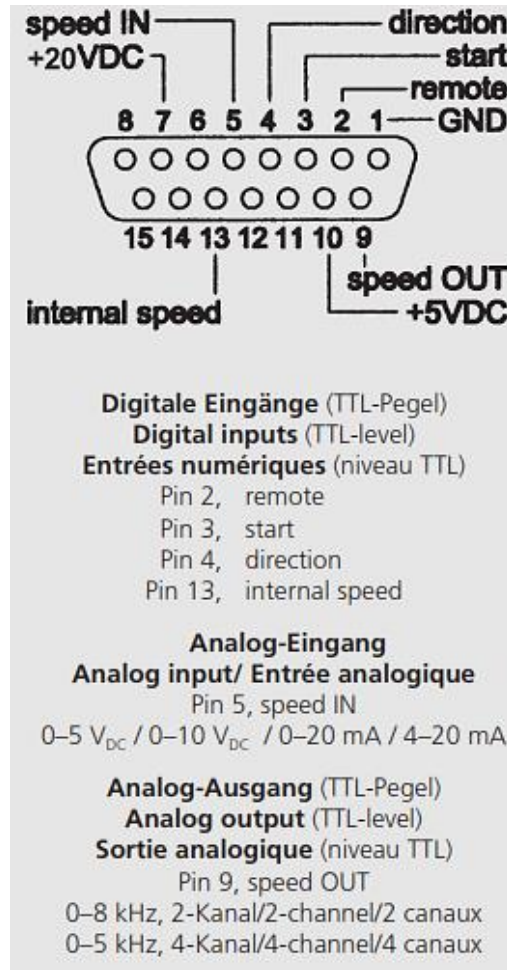 speed IN direction
+20VDC start
remote
8 7 6 5 4 3 2 1 GND
15 14 13 12 11 10 9
speed OUT
internal speed +5VDC
Digitale Eingänge (TTL-Pegel)
Digital inputs (TTL-level)
Entrées numériques (niveau TTL)
Pin 2, remote
Pin 3, start
Pin 4, direction
Pin 13, internal speed
Analog-Eingang
Analog input/ Entrée analogique
Pin 5, speed IN
0–5 VDC / 0–10 VDC / 0–20 mA / 4–20 mA
Analog-Ausgang (TTL-Pegel)
Analog output (TTL-level)
Sortie analogique (niveau TTL)
Pin 9, speed OUT
0–8 kHz, 2-Kanal/2-channel/2 canaux
0–5 kHz, 4-Kanal/4-channel/4 canaux